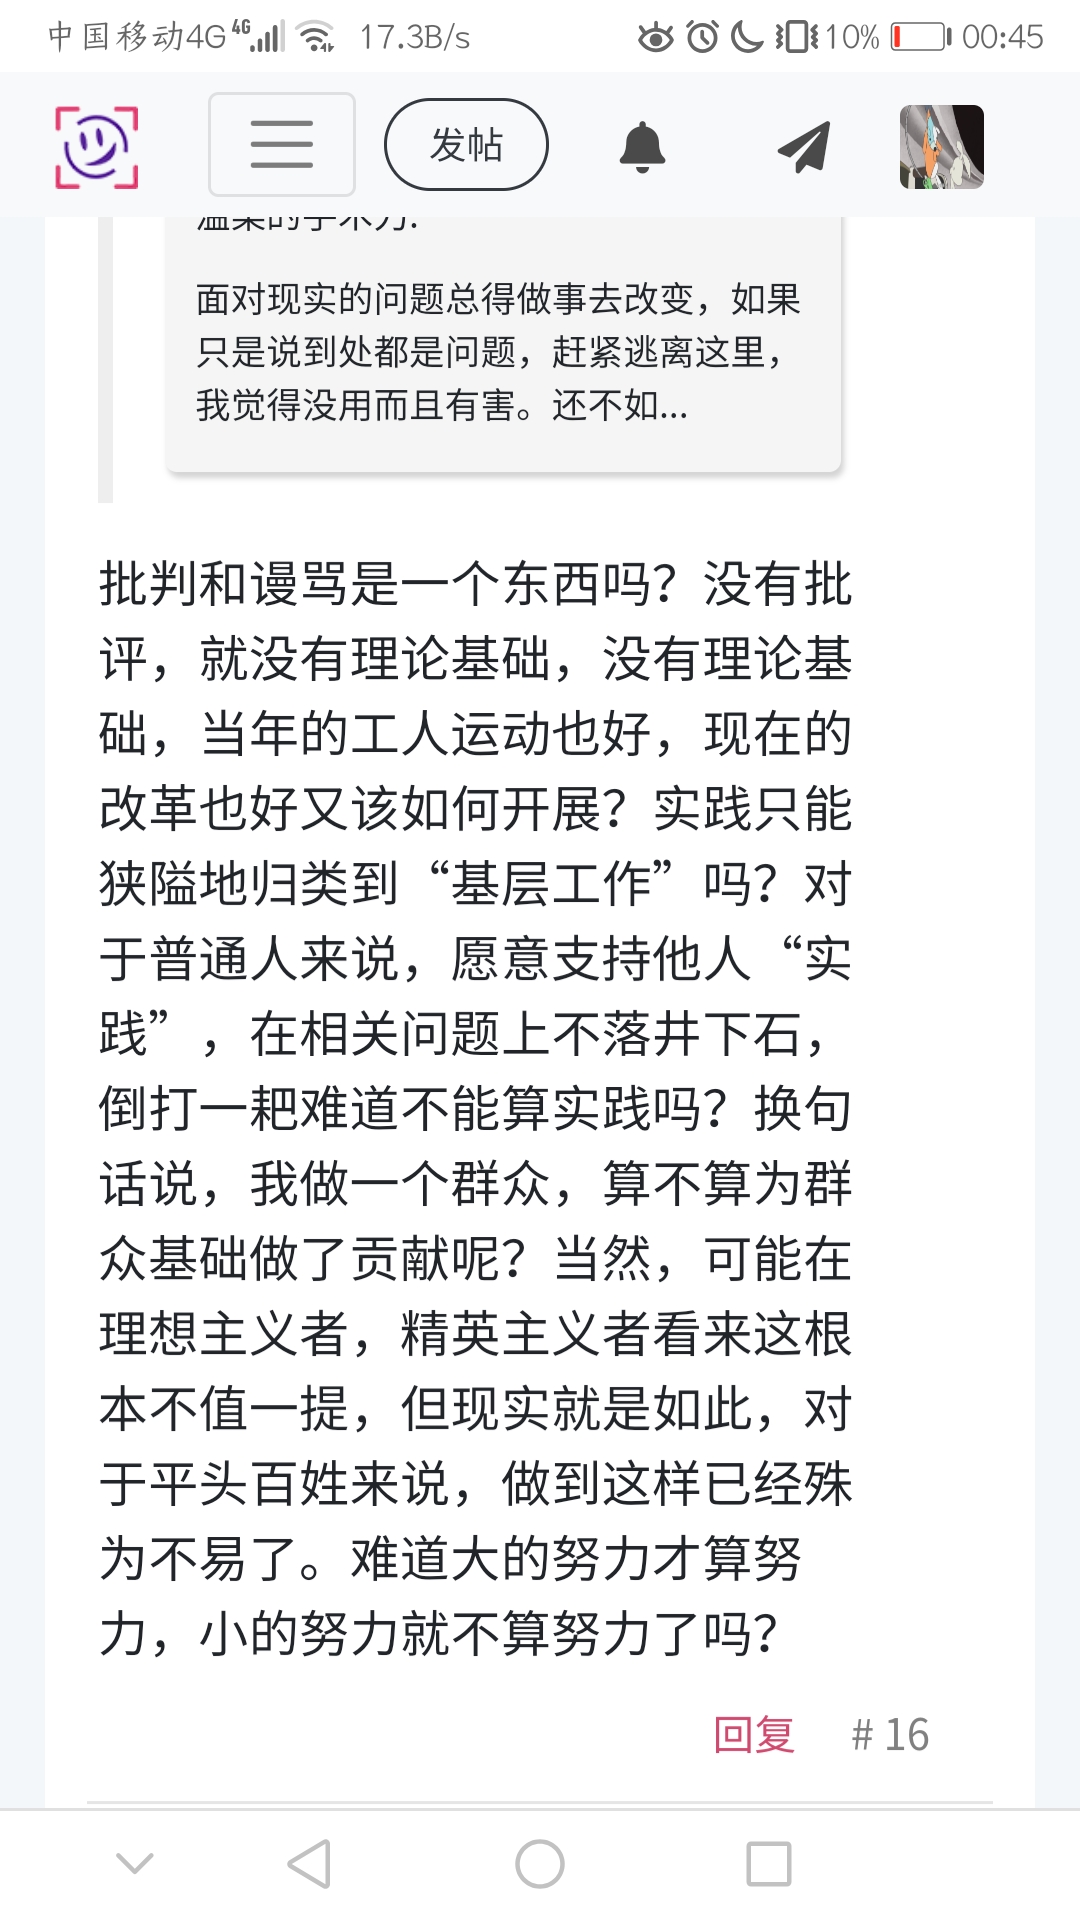 中国移动4G 4G 17.3B/s 10% 00:45
发帖
面对现实的问题总得做事去改变，如果
只是说到处都是问题，赶紧逃离这里，
我觉得没用而且有害。还不如...
批判和谩骂是一个东西吗？没有批
评，就没有理论基础，没有理论基
础，当年的工人运动也好，现在的
改革也好又该如何开展？实践只能
狭隘地归类到“基层工作”吗？对
于普通人来说，愿意支持他人“实
践”，在相关问题上不落井下石，
倒打一耙难道不能算实践吗？换句
话说，我做一个群众，算不算为群
众基础做了贡献呢？当然，可能在
理想主义者，精英主义者看来这根
本不值一提，但现实就是如此，对
于平头百姓来说，做到这样已经殊
为不易了。难道大的努力才算努
力，小的努力就不算努力了吗？
回复 # 16